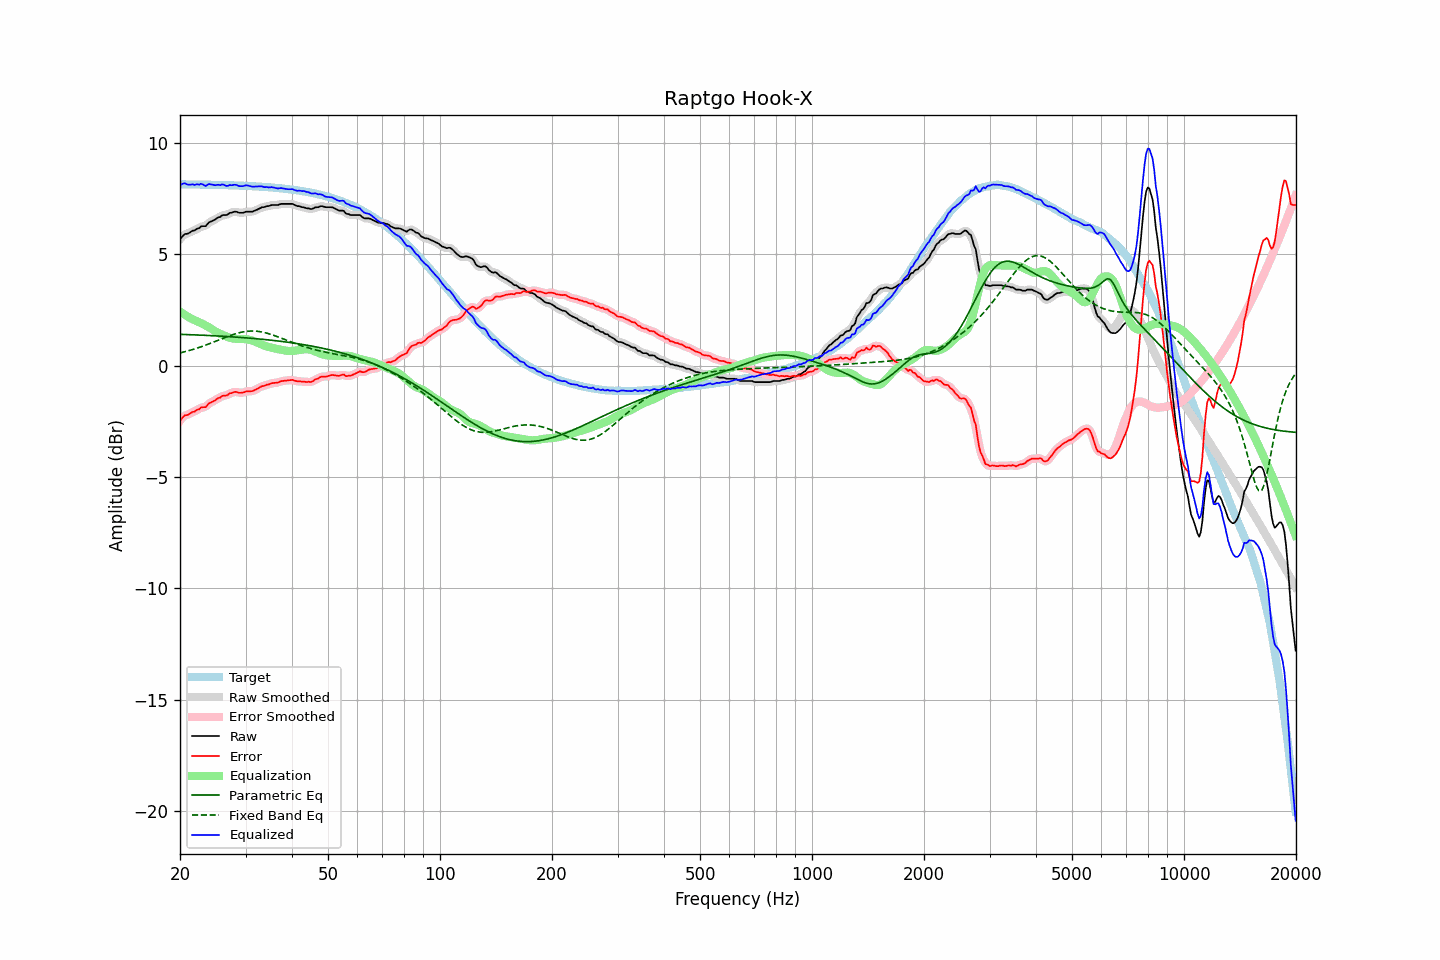 Raptgo Hook-X
10
5
0
−5
−10
−15
−20
Amplitude (dBr)
Target
Raw Smoothed
Error Smoothed
Raw
Error
Equalization
Parametric Eq
Fixed Band Eq
Equalized
20 50 100 200 500 1000 2000 5000 10000 20000
Frequency (Hz)